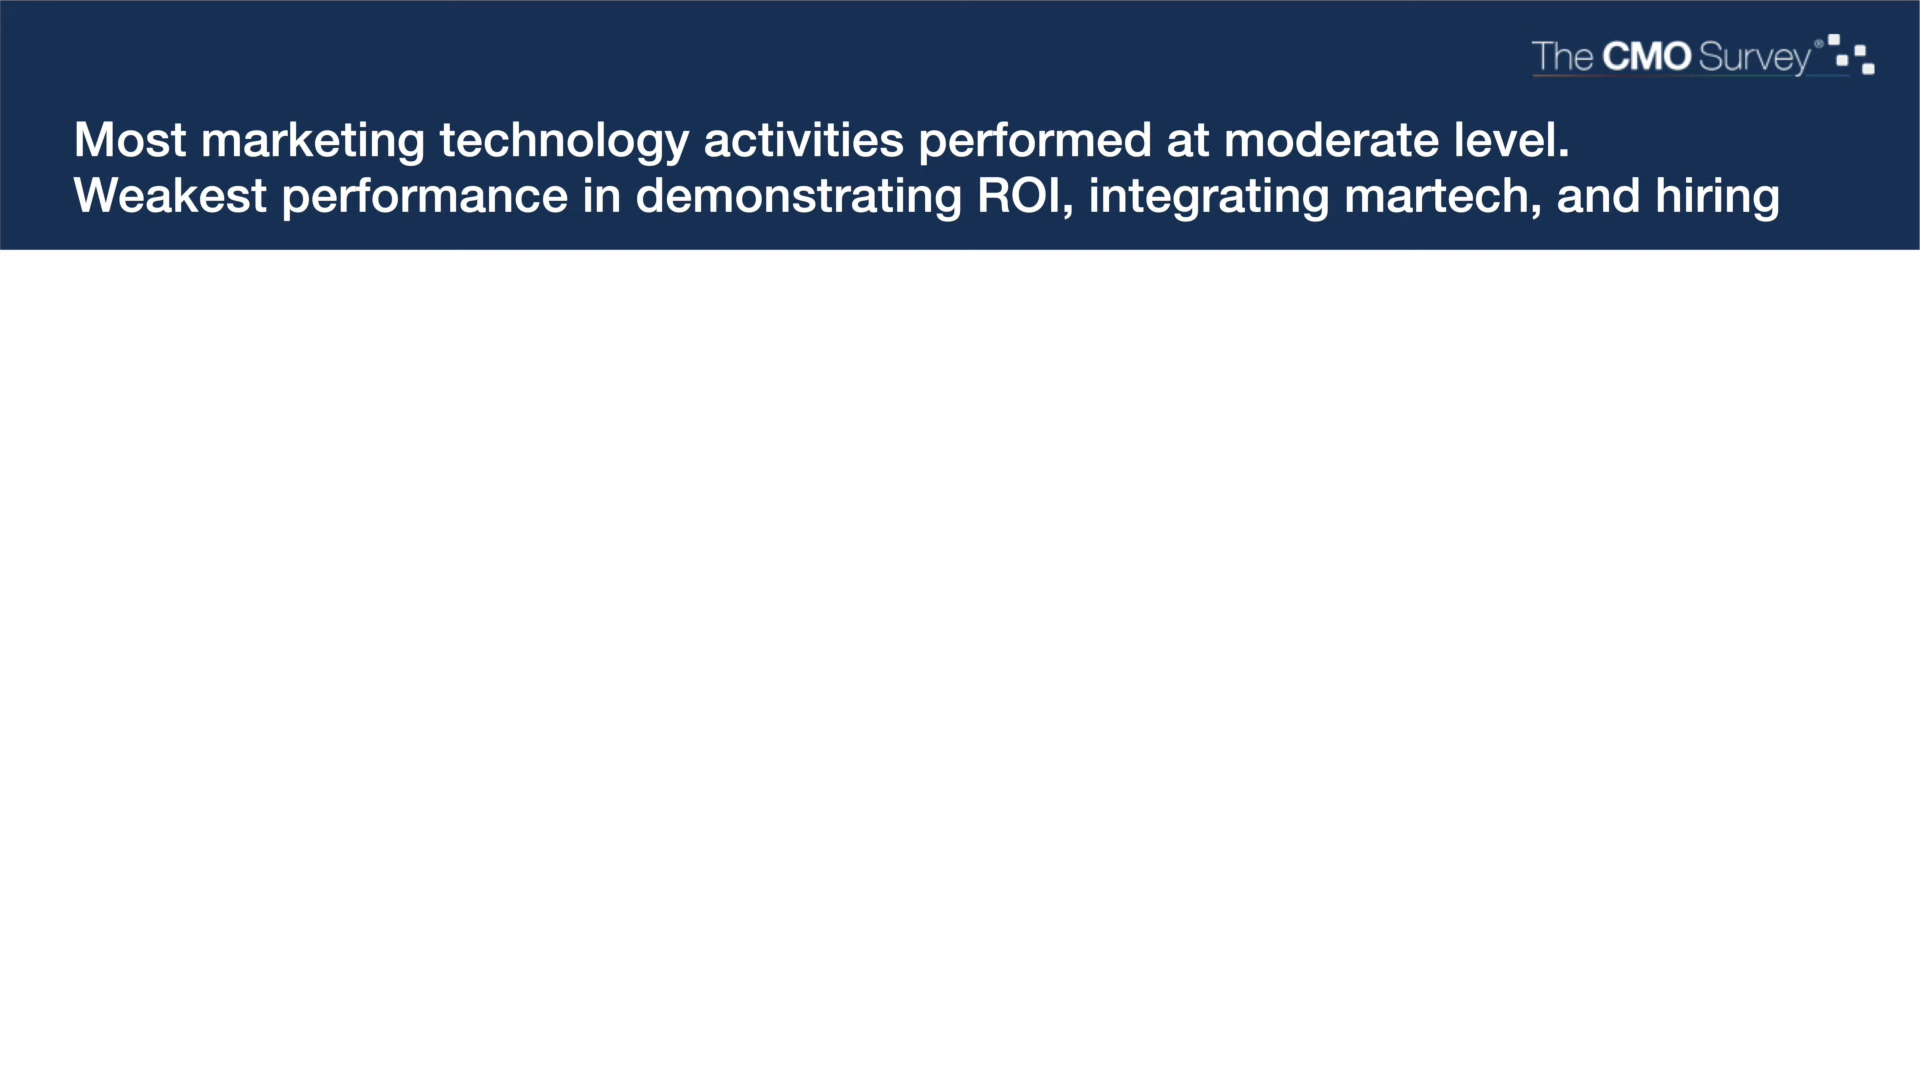 The CMO Survey®
Most marketing technology activities performed at moderate level.
Weakest performance in demonstrating ROI, integrating martech, and hiring